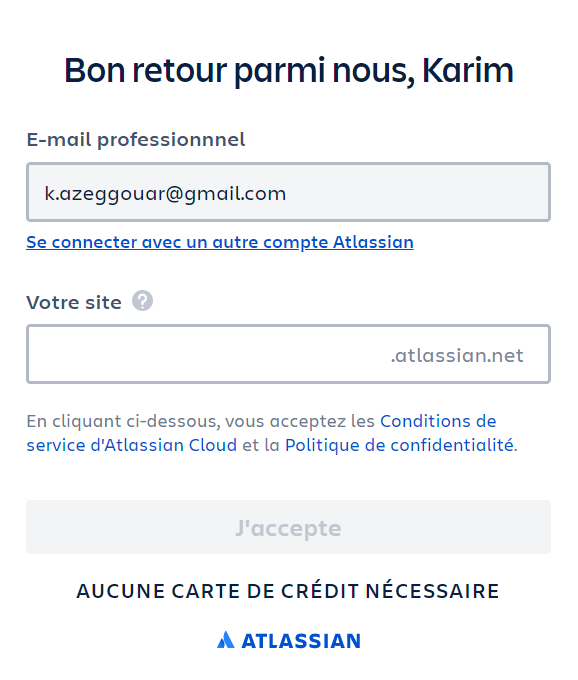 Bon retour parmi nous, Karim
E-mail professionnnel
k.azeggouar@gmail.com
Se connecter avec un autre compte Atlassian
Votre site ?
.atlassian.net
En cliquant ci-dessous, vous acceptez les Conditions de
service d'Atlassian Cloud et la Politique de confidentialité.
J'accepte
AUCUNE CARTE DE CRÉDIT NÉCESSAIRE
ATLASSIAN